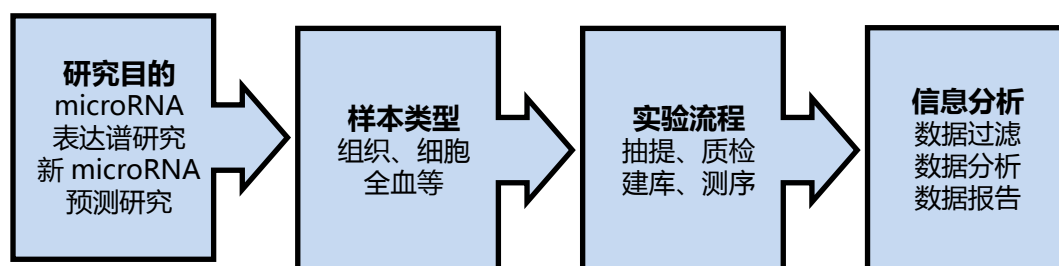 研究目的
microRNA
表达谱研究
新 microRNA
预测研究
样本类型
组织、细胞
全血等
实验流程
抽提、质检
建库、测序
信息分析
数据过滤
数据分析
数据报告